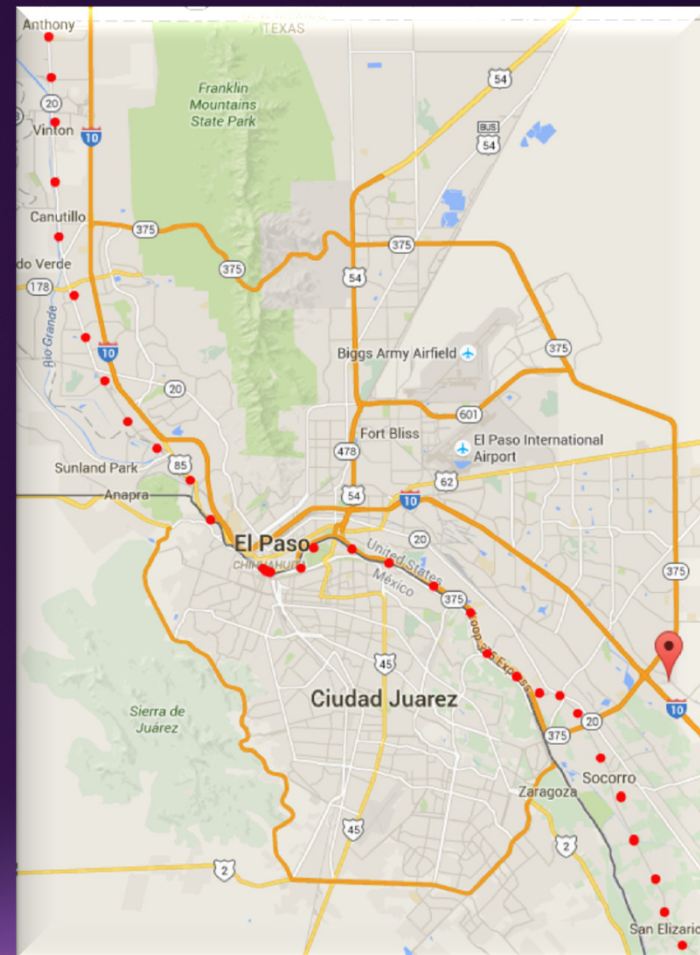 Anthony
TEXAS
Franklin
Mountains
State Park
54
20
BUS
54
Vinton
10
Canutillo
375
375
do Verde
375
54
178
Rio Grande
10
Biggs Army Airfield
375
20
601
Fort Bliss
El Paso International
Airport
478
Sunland Park
85
62
Anapra
54
10
El Paso
20
CHIHUAHUA
United States
México
375
375
45
Ciudad Juarez
Sierra de
Juárez
10
20
375
Socorro
Zaragoza
45
2
2
San Elizario